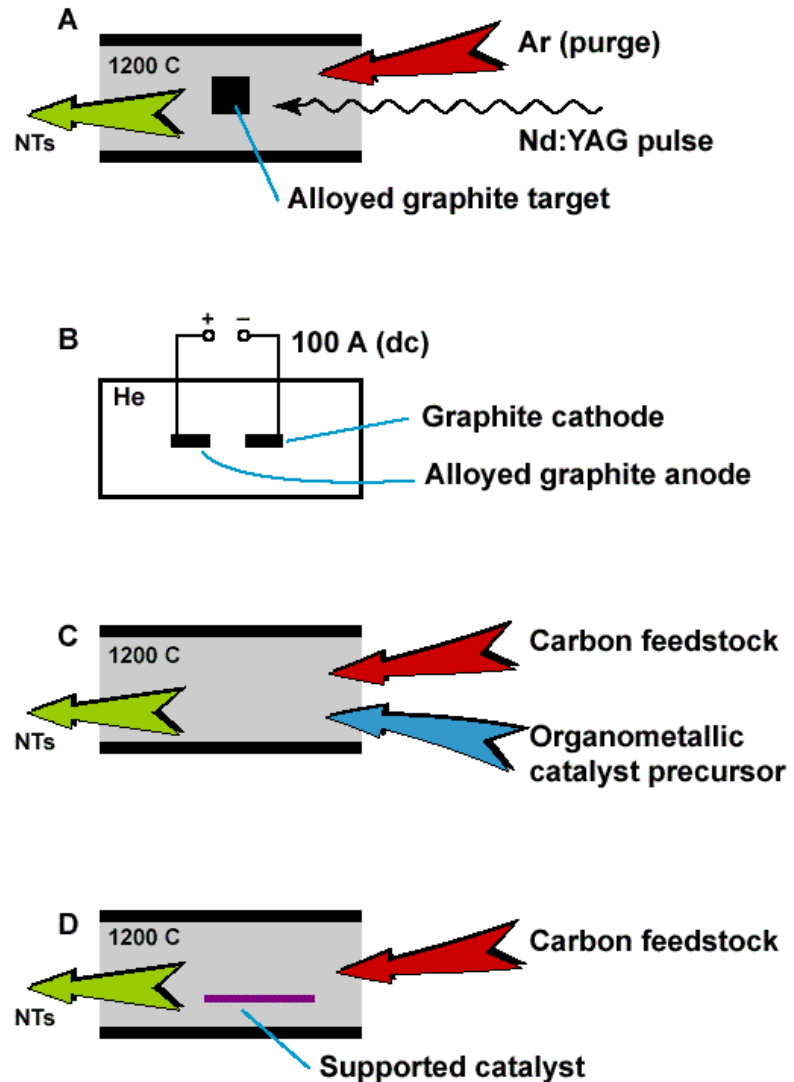 A
1200 C
Ar (purge)
NTs
Nd:YAG pulse
Alloyed graphite target
B
+ −
100 A (dc)
He
Graphite cathode
Alloyed graphite anode
C
1200 C
Carbon feedstock
NTs
Organometallic
catalyst precursor
D
1200 C
Carbon feedstock
NTs
Supported catalyst